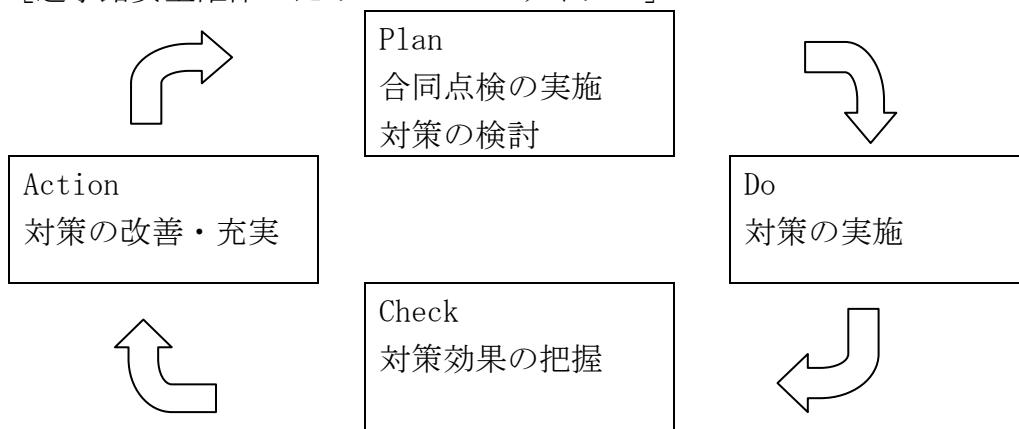 Plan
合同点検の実施
対策の検討
Action
対策の改善・充実
Do
対策の実施
Check
対策効果の把握